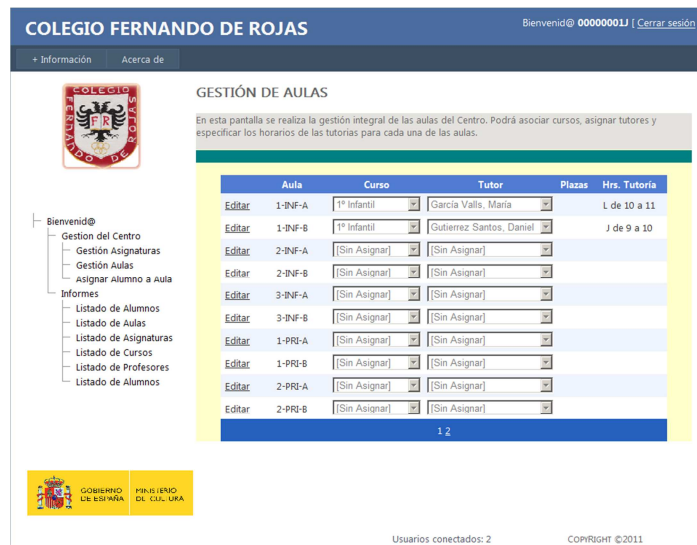 COLEGIO FERNANDO DE ROJAS
Bienvenid@ 00000001J [ Cerrar sesión
+ Información Acerca de
COLEGIO FERNANDO DE ROJAS
FR
GESTIÓN DE AULAS
En esta pantalla se realiza la gestión integral de las aulas del Centro. Podrá asociar cursos, asignar tutores y
especificar los horarios de las tutorias para cada una de las aulas.
Bienvenid@
Gestion del Centro
Gestión Asignaturas
Gestión Aulas
Asignar Alumno a Aula
Informes
Listado de Alumnos
Listado de Aulas
Listado de Asignaturas
Listado de Cursos
Listado de Profesores
Listado de Alumnos
Aula Curso Tutor Plazas Hrs. Tutoría
Editar 1-INF-A 1º Infantil García Valls, María L de 10 a 11
Editar 1-INF-B 1º Infantil Gutierrez Santos, Daniel J de 9 a 10
Editar 2-INF-A [Sin Asignar] [Sin Asignar]
Editar 2-INF-B [Sin Asignar] [Sin Asignar]
Editar 3-INF-A [Sin Asignar] [Sin Asignar]
Editar 3-INF-B [Sin Asignar] [Sin Asignar]
Editar 1-PRI-A [Sin Asignar] [Sin Asignar]
Editar 1-PRI-B [Sin Asignar] [Sin Asignar]
Editar 2-PRI-A [Sin Asignar] [Sin Asignar]
Editar 2-PRI-B [Sin Asignar] [Sin Asignar]
1 2
GOBIERNO MINISTERIO
DE ESPAÑA DE CULTURA
Usuarios conectados: 2 COPYRIGHT ©2011